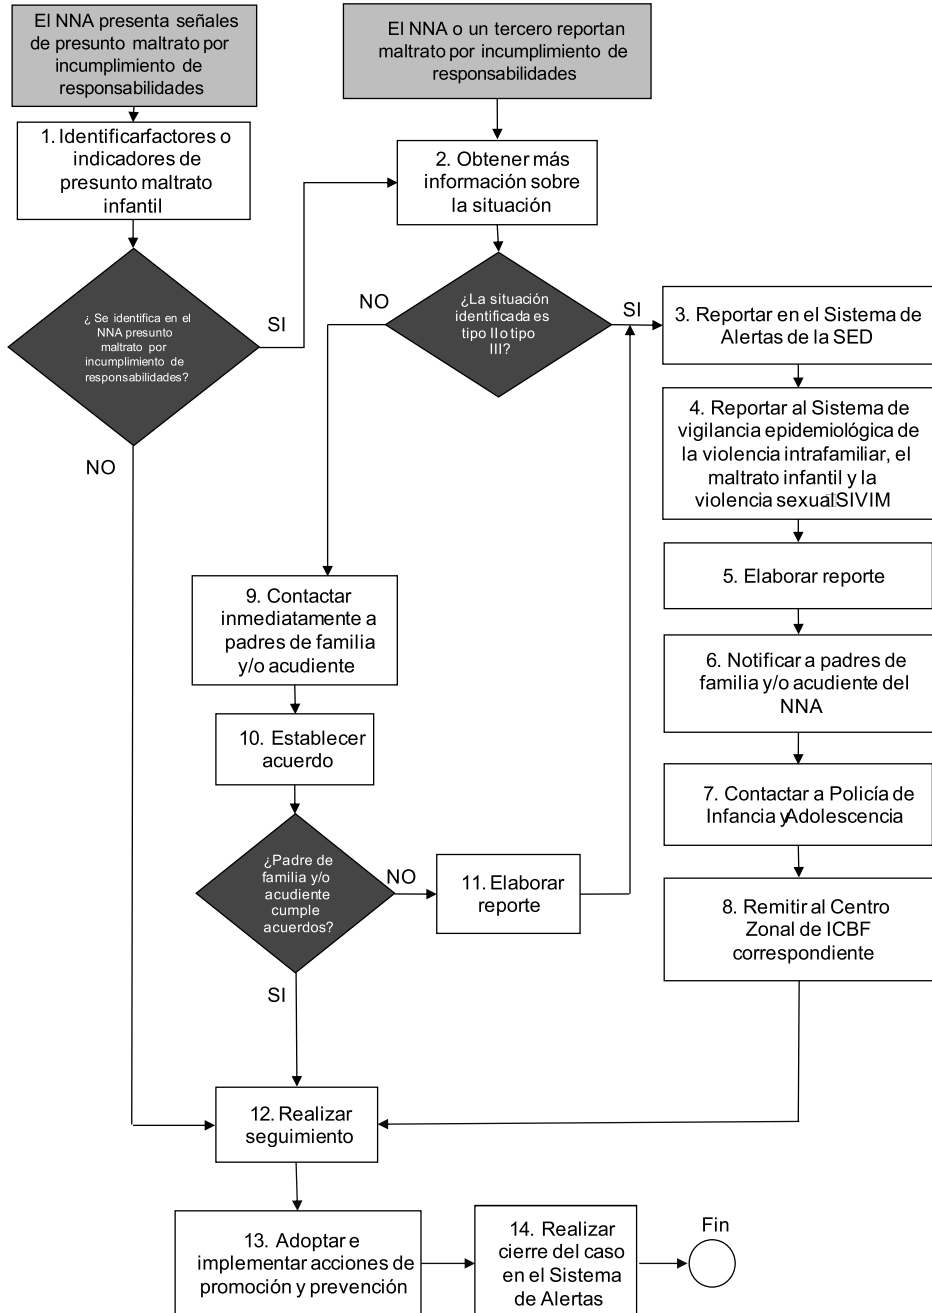 El NNA presenta señales
de presunto maltrato por
incumplimiento de
responsabilidades
El NNA o un tercero reportan
maltrato por incumplimiento de
responsabilidades
1. Identificarfactores o
indicadores de
presunto maltrato
infantil
2. Obtener más
información sobre
la situación
¿ Se identifica en el
NNA presunto
maltrato por
incumplimiento de
responsabilidades?
SI
NO
¿La situación
identificada es
tipo II o tipo
III?
NO
SI
3. Reportar en el Sistema de
Alertas de la SED
4. Reportar al Sistema de
vigilancia epidemiológica de
la violencia intrafamiliar, el
maltrato infantil y la
violencia sexual SIVIM
5. Elaborar reporte
6. Notificar a padres de
familia y/o acudiente del
NNA
7. Contactar a Policía de
Infancia y Adolescencia
8. Remitir al Centro
Zonal de ICBF
correspondiente
9. Contactar
inmediatamente a
padres de familia
y/o acudiente
10. Establecer
acuerdo
¿Padre de
familia y/o
acudiente
cumple
acuerdos?
NO
SI
11. Elaborar
reporte
12. Realizar
seguimiento
13. Adoptar e
implementar acciones de
promoción y prevención
14. Realizar
cierre del caso
en el Sistema
de Alertas
Fin